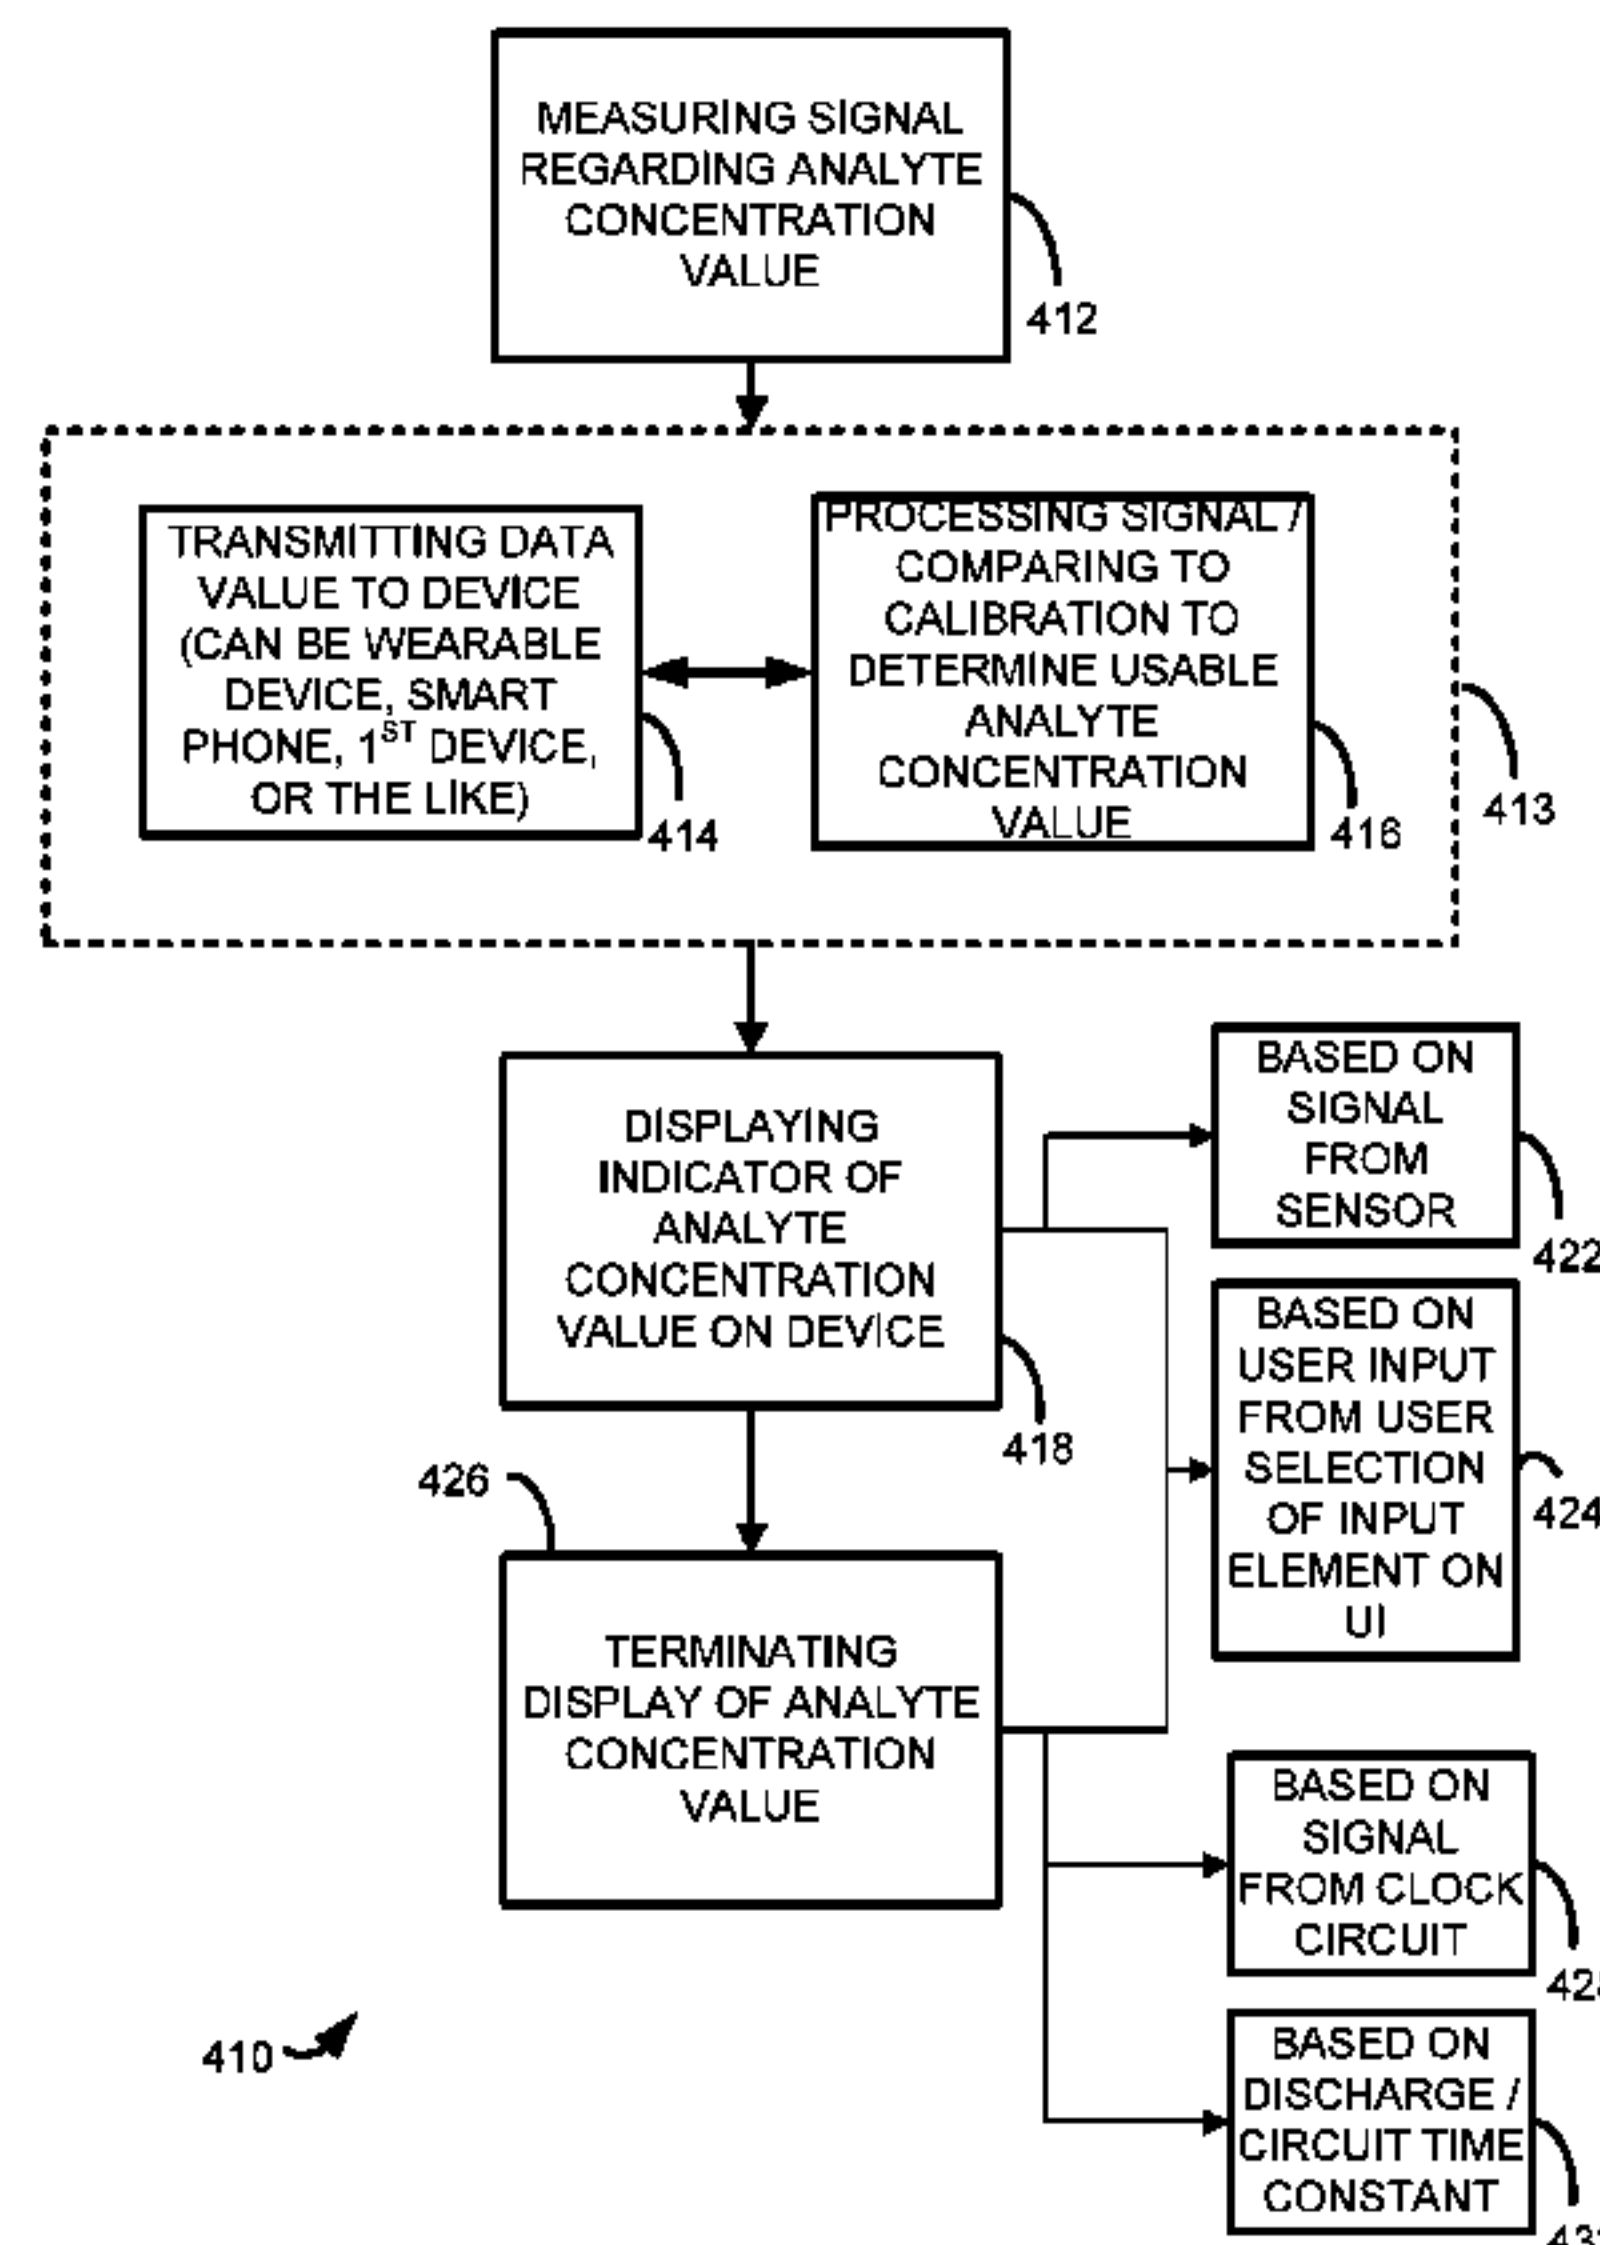 MEASURING SIGNAL
REGARDING ANALYTE
CONCENTRATION
VALUE
412
TRANSMITTING DATA
VALUE TO DEVICE
(CAN BE WEARABLE
DEVICE, SMART
PHONE, 1ST DEVICE,
OR THE LIKE)
414
PROCESSING SIGNAL /
COMPARING TO
CALIBRATION TO
DETERMINE USABLE
ANALYTE
CONCENTRATION
VALUE
416
413
DISPLAYING
INDICATOR OF
ANALYTE
CONCENTRATION
VALUE ON DEVICE
418
BASED ON
SIGNAL
FROM
SENSOR
422
BASED ON
USER INPUT
FROM USER
SELECTION
OF INPUT
ELEMENT ON
UI
424
426
TERMINATING
DISPLAY OF ANALYTE
CONCENTRATION
VALUE
BASED ON
SIGNAL
FROM CLOCK
CIRCUIT
BASED ON
DISCHARGE /
CIRCUIT TIME
CONSTANT
410